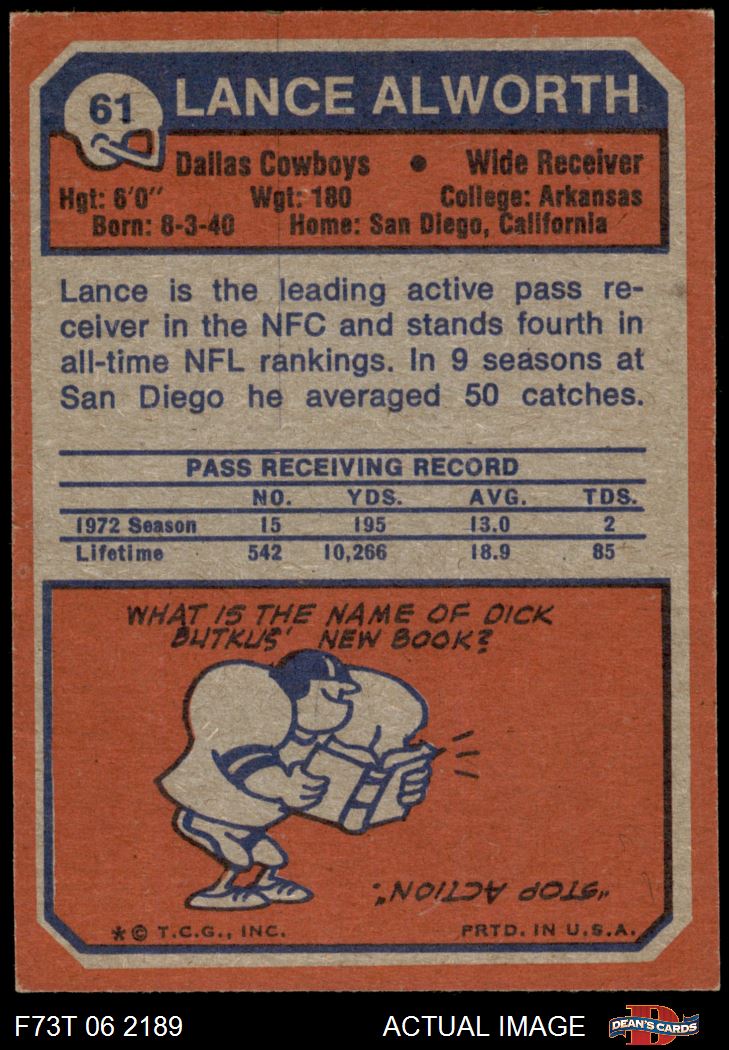 61 LANCE ALWORTH
Dallas Cowboys • Wide Receiver
Hgt: 6'0" Wgt: 180 College: Arkansas
Born: 8-3-40 Home: San Diego, California
Lance is the leading active pass re-
ceiver in the NFC and stands fourth in
all-time NFL rankings. In 9 seasons at
San Diego he averaged 50 catches.
PASS RECEIVING RECORD
NO. YDS. AVG. TDS.
1972 Season 15 195 13.0 2
Lifetime 542 10,266 18.9 85
WHAT IS THE NAME OF DICK
BUTKUS' NEW BOOK?
"STOP ACTION".
* © T.C.G., INC. PRTD. IN U.S.A.
F73T 06 2189 ACTUAL IMAGE DEAN'S CARDS